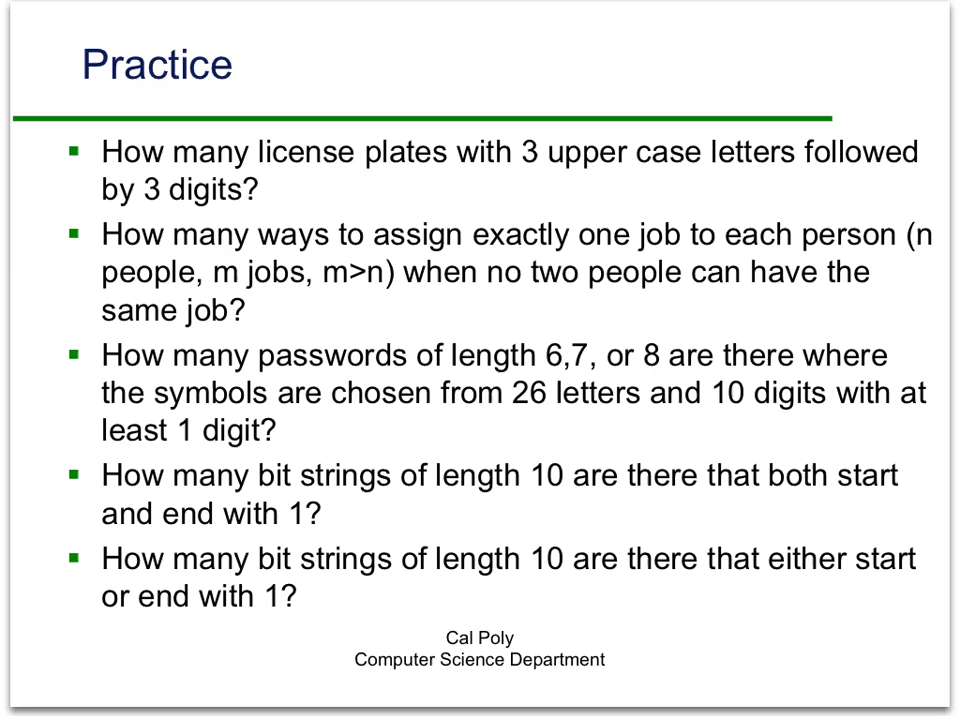 Practice
▪ How many license plates with 3 upper case letters followed
by 3 digits?
▪ How many ways to assign exactly one job to each person (n
people, m jobs, m>n) when no two people can have the
same job?
▪ How many passwords of length 6,7, or 8 are there where
the symbols are chosen from 26 letters and 10 digits with at
least 1 digit?
▪ How many bit strings of length 10 are there that both start
and end with 1?
▪ How many bit strings of length 10 are there that either start
or end with 1?
Cal Poly
Computer Science Department